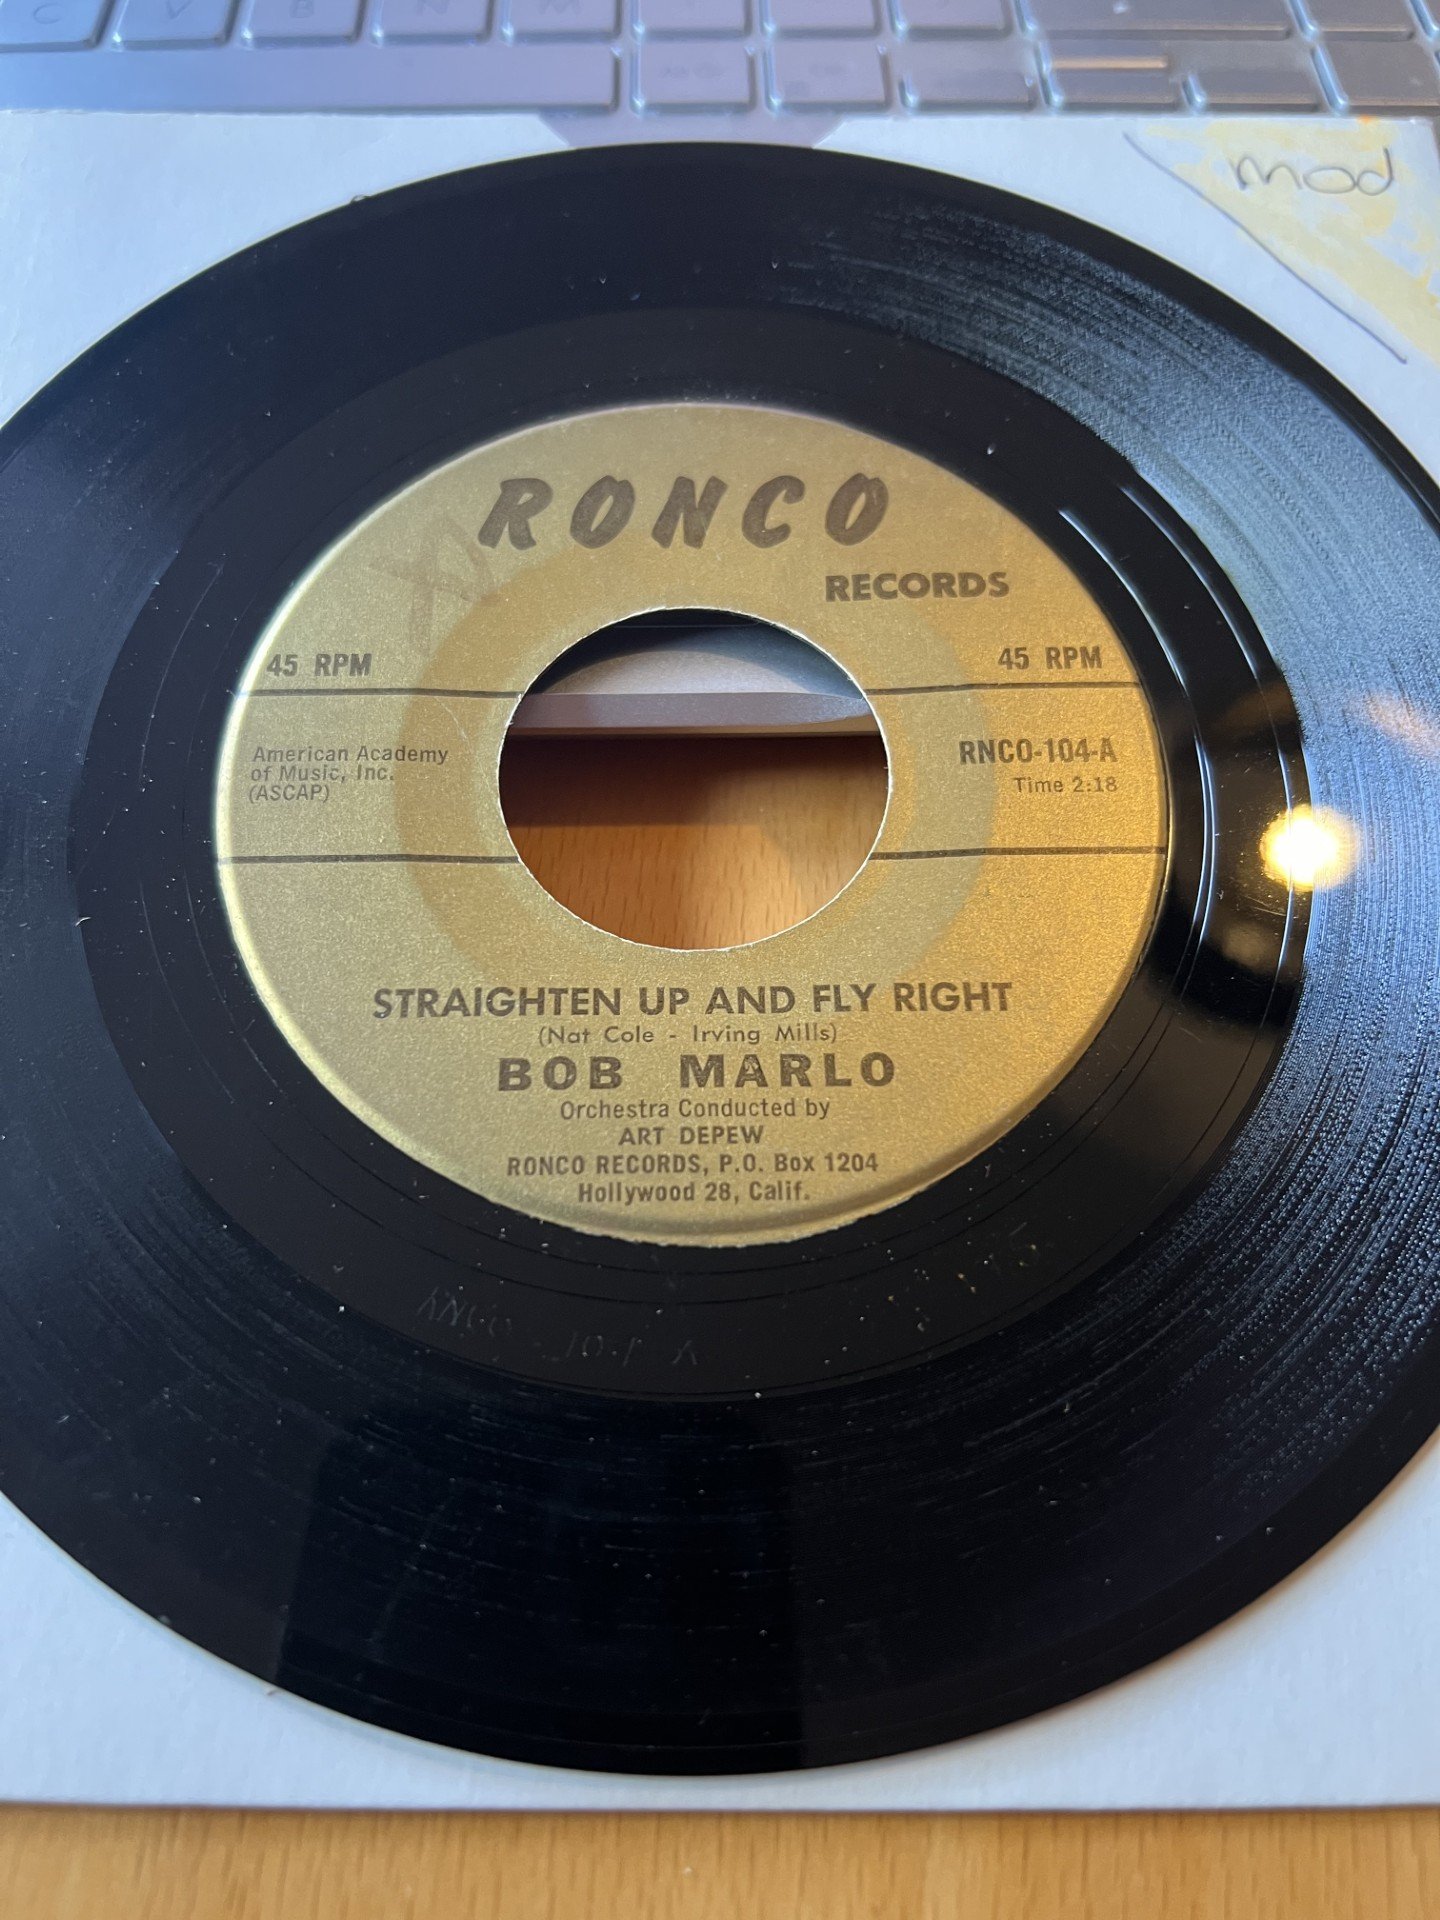 C V B N M
mod
RONCO
RECORDS
45 RPM 45 RPM
American Academy
of Music, Inc.
(ASCAP)
RNCO-104-A
Time 2:18
STRAIGHTEN UP AND FLY RIGHT
(Nat Cole - Irving Mills)
BOB MARLO
Orchestra Conducted by
ART DEPEW
RONCO RECORDS, P.O. Box 1204
Hollywood 28, Calif.